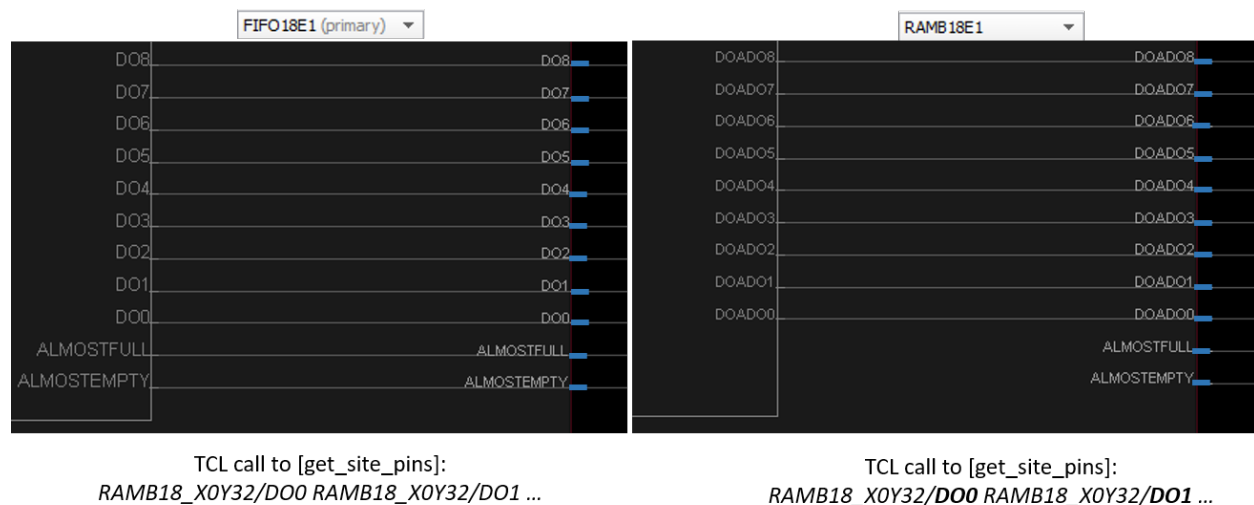 FIFO18E1 (primary)
DO8 DO8
DO7 DO7
DO6 DO6
DO5 DO5
DO4 DO4
DO3 DO3
DO2 DO2
DO1 DO1
DO0 DO0
ALMOSTFULL ALMOSTFULL
ALMOSTEMPTY ALMOSTEMPTY
TCL call to [get_site_pins]:
RAMB18_X0Y32/DO0 RAMB18_X0Y32/DO1 ...
RAMB18E1
DOADO8 DOADO8
DOADO7 DOADO7
DOADO6 DOADO6
DOADO5 DOADO5
DOADO4 DOADO4
DOADO3 DOADO3
DOADO2 DOADO2
DOADO1 DOADO1
DOADO0 DOADO0
ALMOSTFULL
ALMOSTEMPTY
TCL call to [get_site_pins]:
RAMB18_X0Y32/DO0 RAMB18_X0Y32/DO1 ...